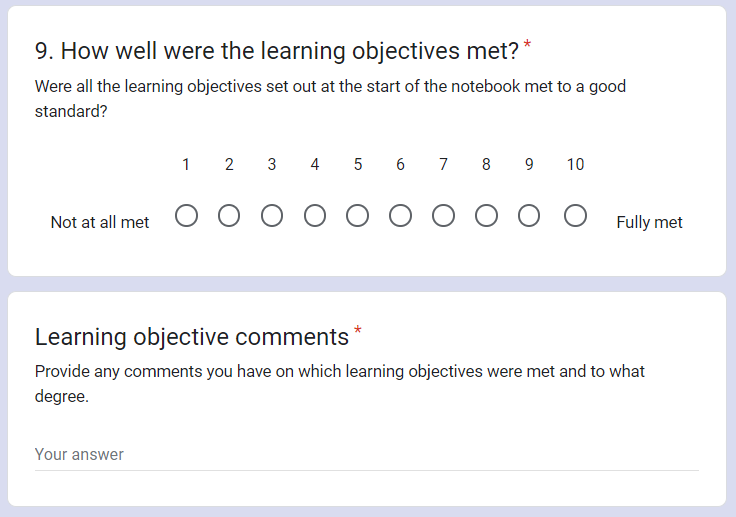 9. How well were the learning objectives met? *
Were all the learning objectives set out at the start of the notebook met to a good
standard?
1 2 3 4 5 6 7 8 9 10
Not at all met Fully met
Learning objective comments *
Provide any comments you have on which learning objectives were met and to what
degree.
Your answer